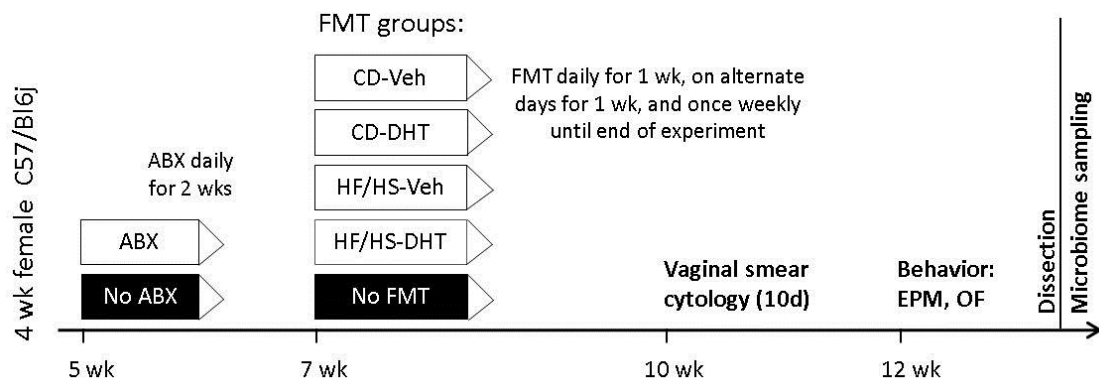 FMT groups:
CD-Veh
CD-DHT
HF/HS-Veh
HF/HS-DHT
No FMT
FMT daily for 1 wk, on alternate
days for 1 wk, and once weekly
until end of experiment
4 wk female C57/Bl6j
ABX daily
for 2 wks
ABX
No ABX
Vaginal smear
cytology (10d)
Behavior:
EPM, OF
Dissection
Microbiome sampling
5 wk
7 wk
10 wk
12 wk